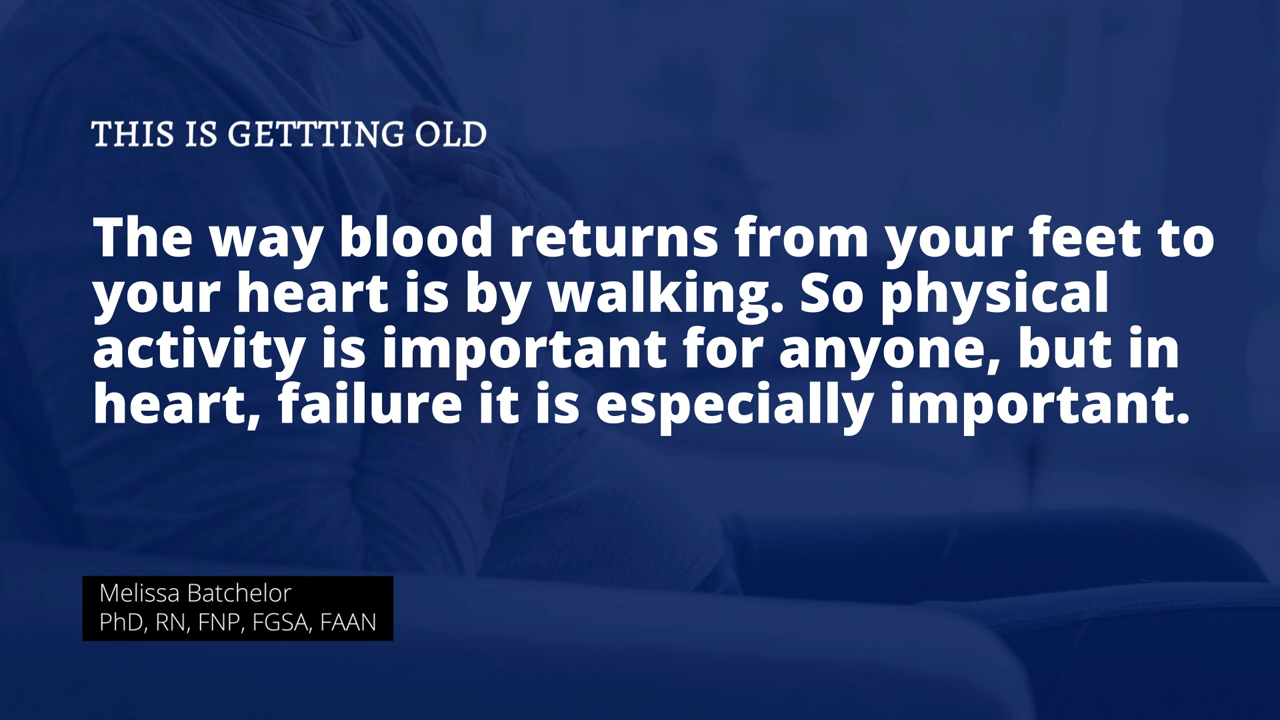 THIS IS GETTTING OLD
The way blood returns from your feet to
your heart is by walking. So physical
activity is important for anyone, but in
heart, failure it is especially important.
Melissa Batchelor
PhD, RN, FNP, FGSA, FAAN